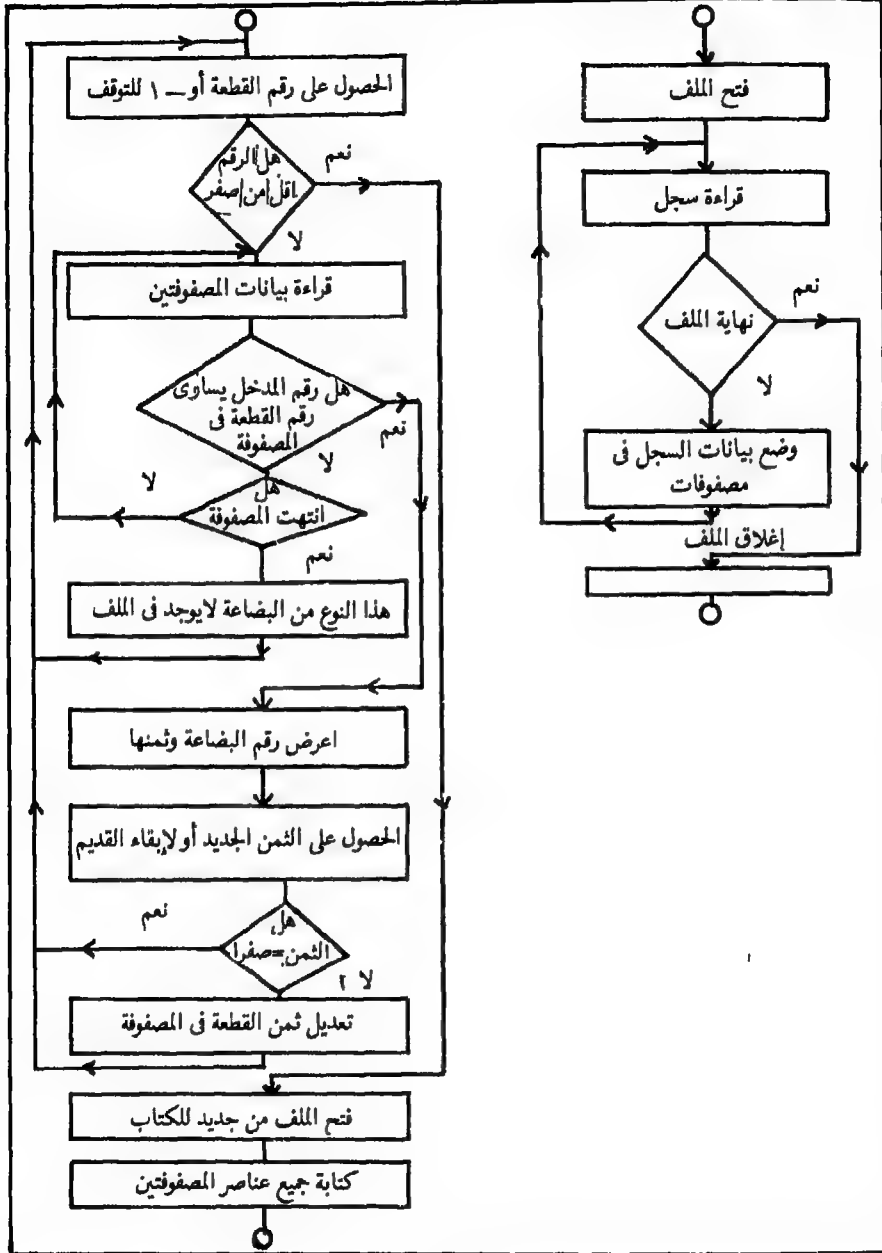 فتح الملف
قراءة سجل
نهاية الملف
نعم
لا
وضع بيانات السجل فى
مصفوفات
إغلاق الملف
الحصول على رقم القطعة أو — ١ للتوقف
هل الرقم
اقل من صفر
نعم
لا
قراءة بيانات المصفوفتين
هل رقم المدخل يساوى
رقم القطعة فى
المصفوفة
نعم
لا
هل
انتهت المصفوفة
لا
نعم
هذا النوع من البضاعة لايوجد فى الملف
اعرض رقم البضاعة وثمنها
الحصول على الثمن الجديد أو لإبقاء القديم
هل
الثمن=صفرا
نعم
لا ٢
تعديل ثمن القطعة فى المصفوفة
فتح الملف من جديد للكتاب
كتابة جميع عناصر المصفوفتين